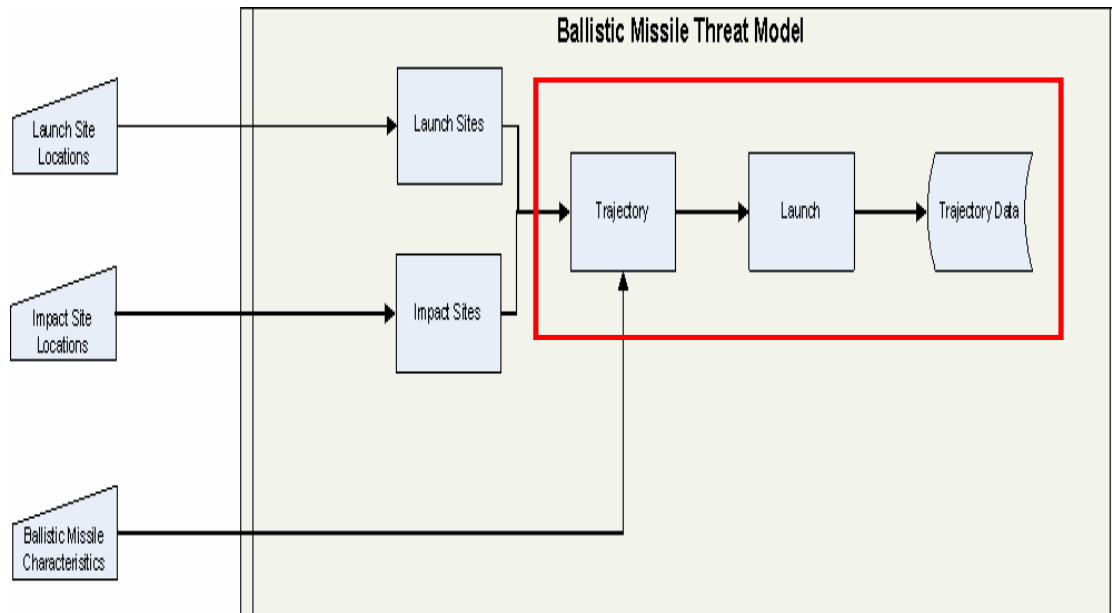 Ballistic Missile Threat Model
Launch Site
Locations
Launch Sites
Trajectory
Launch
Trajectory Data
Impact Site
Locations
Impact Sites
Ballistic Missile
Characterisitics